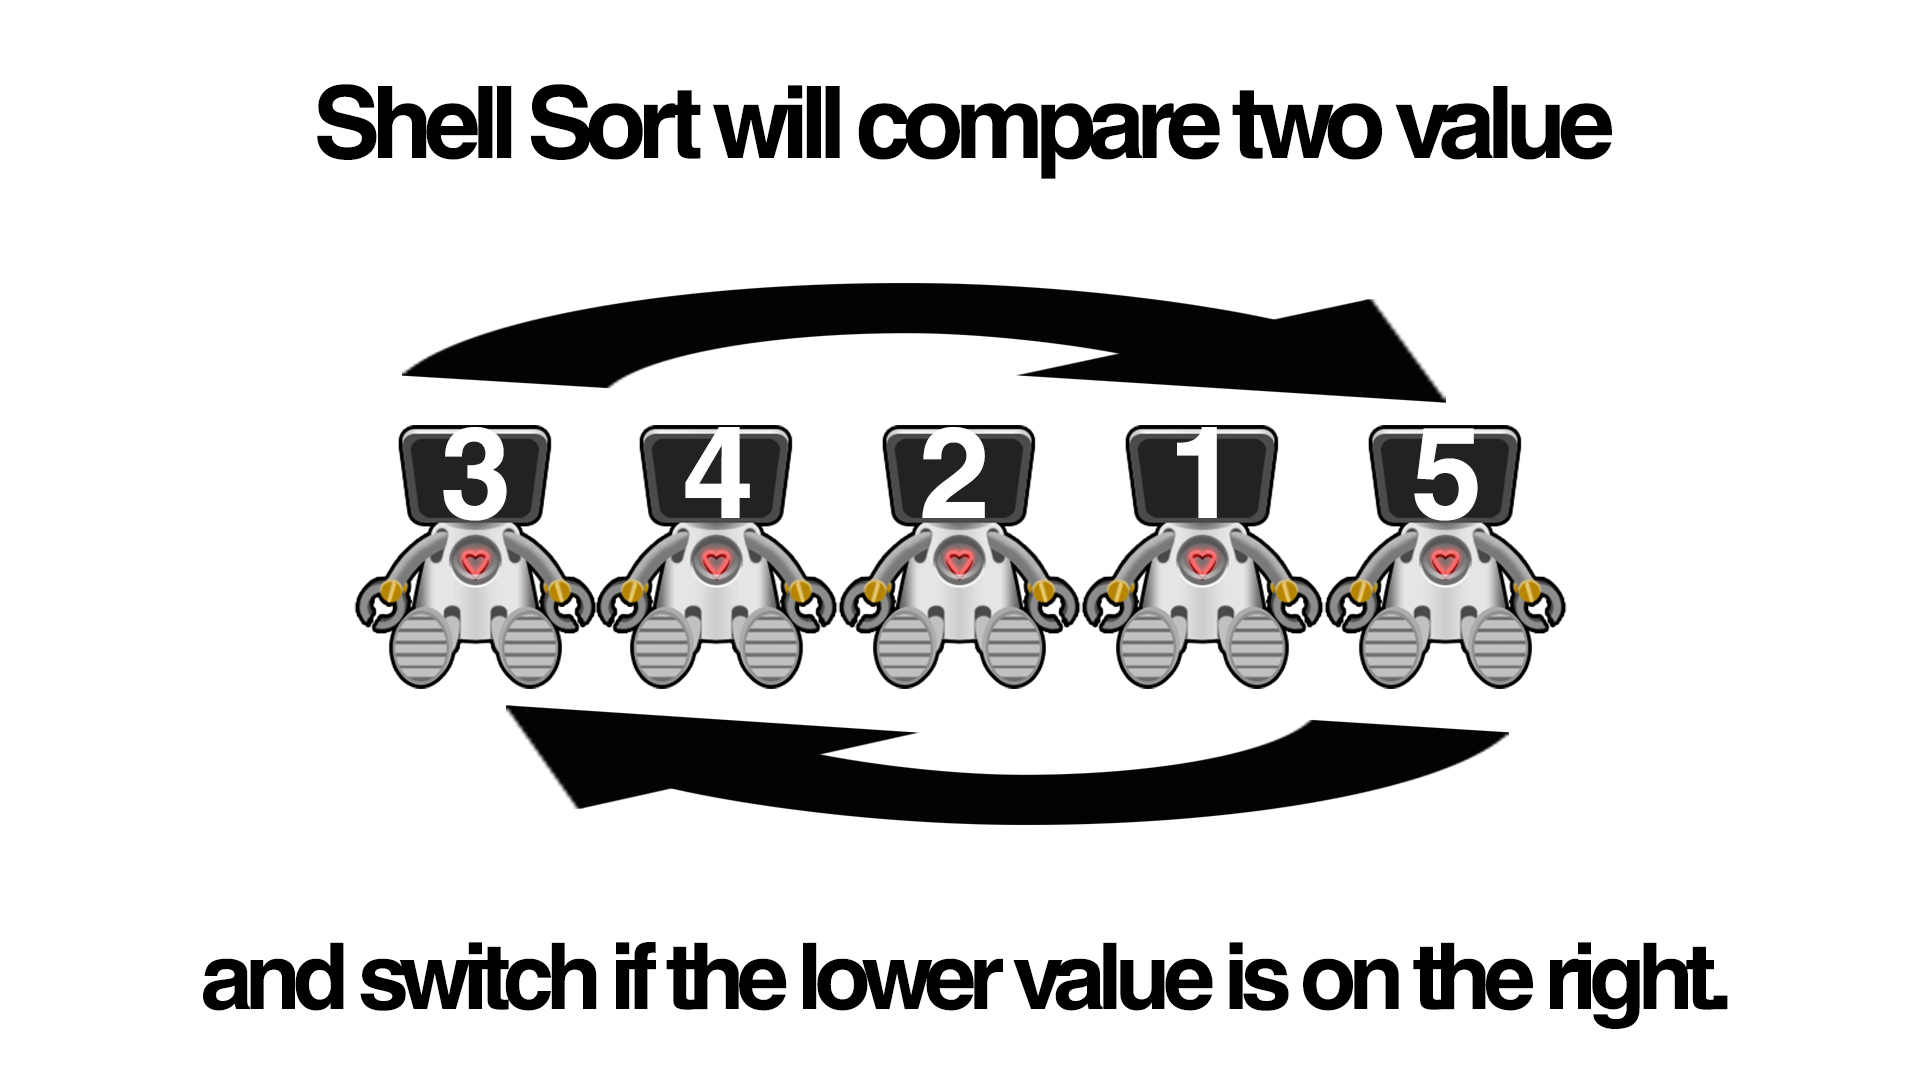 Shell Sort will compare two value
3 4 2 1 5
and switch if the lower value is on the right.